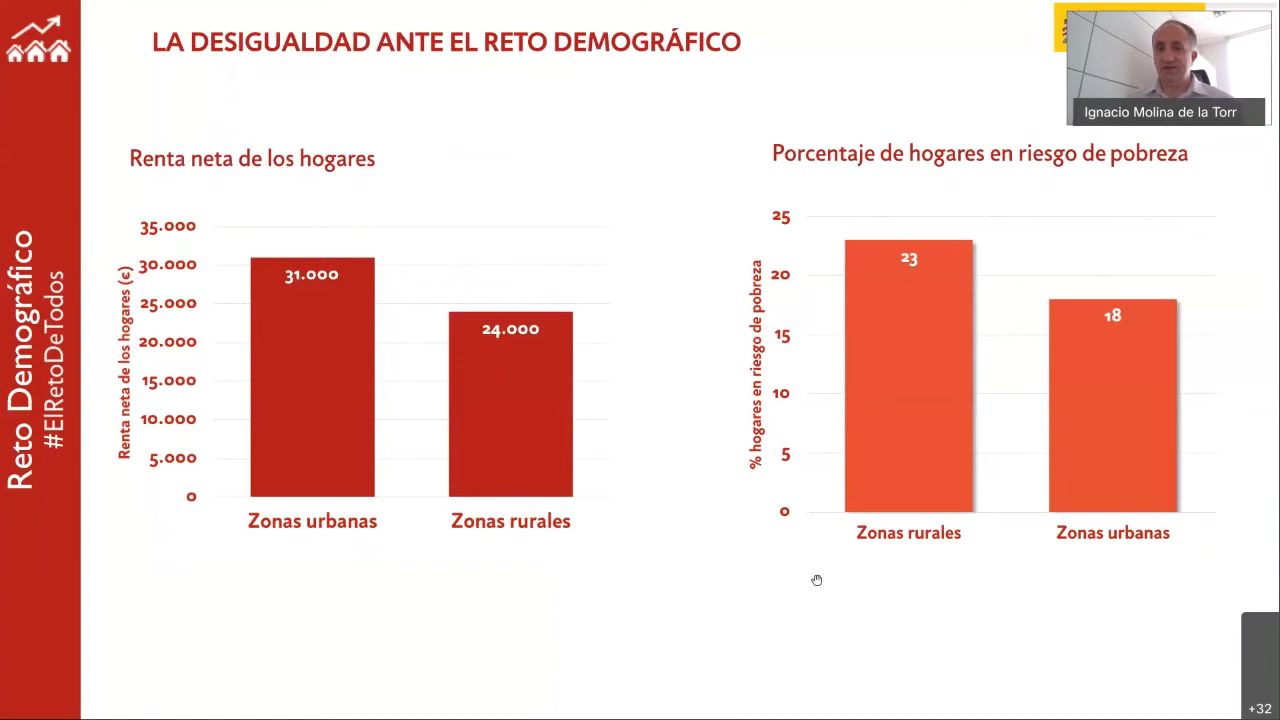 LA DESIGUALDAD ANTE EL RETO DEMOGRÁFICO
Ignacio Molina de la Torr
Reto Demográfico
#ElRetoDeTodos
Renta neta de los hogares
Renta neta de los hogares (€)
35.000
30.000
25.000
20.000
15.000
10.000
5.000
0
31.000
24.000
Zonas urbanas
Zonas rurales
Porcentaje de hogares en riesgo de pobreza
% hogares en riesgo de pobreza
25
20
15
10
5
0
23
18
Zonas rurales
Zonas urbanas
+32